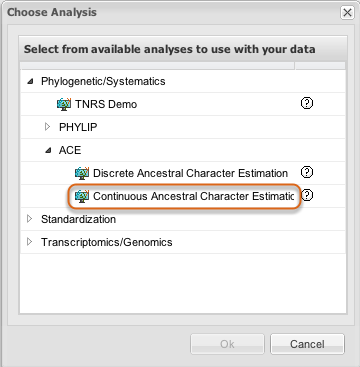 Choose Analysis
Select from available analyses to use with your data
Phylogenetic/Systematics
TNRS Demo
PHYLIP
ACE
Discrete Ancestral Character Estimation
Continuous Ancestral Character Estimatic
Standardization
Transcriptomics/Genomics
Ok
Cancel